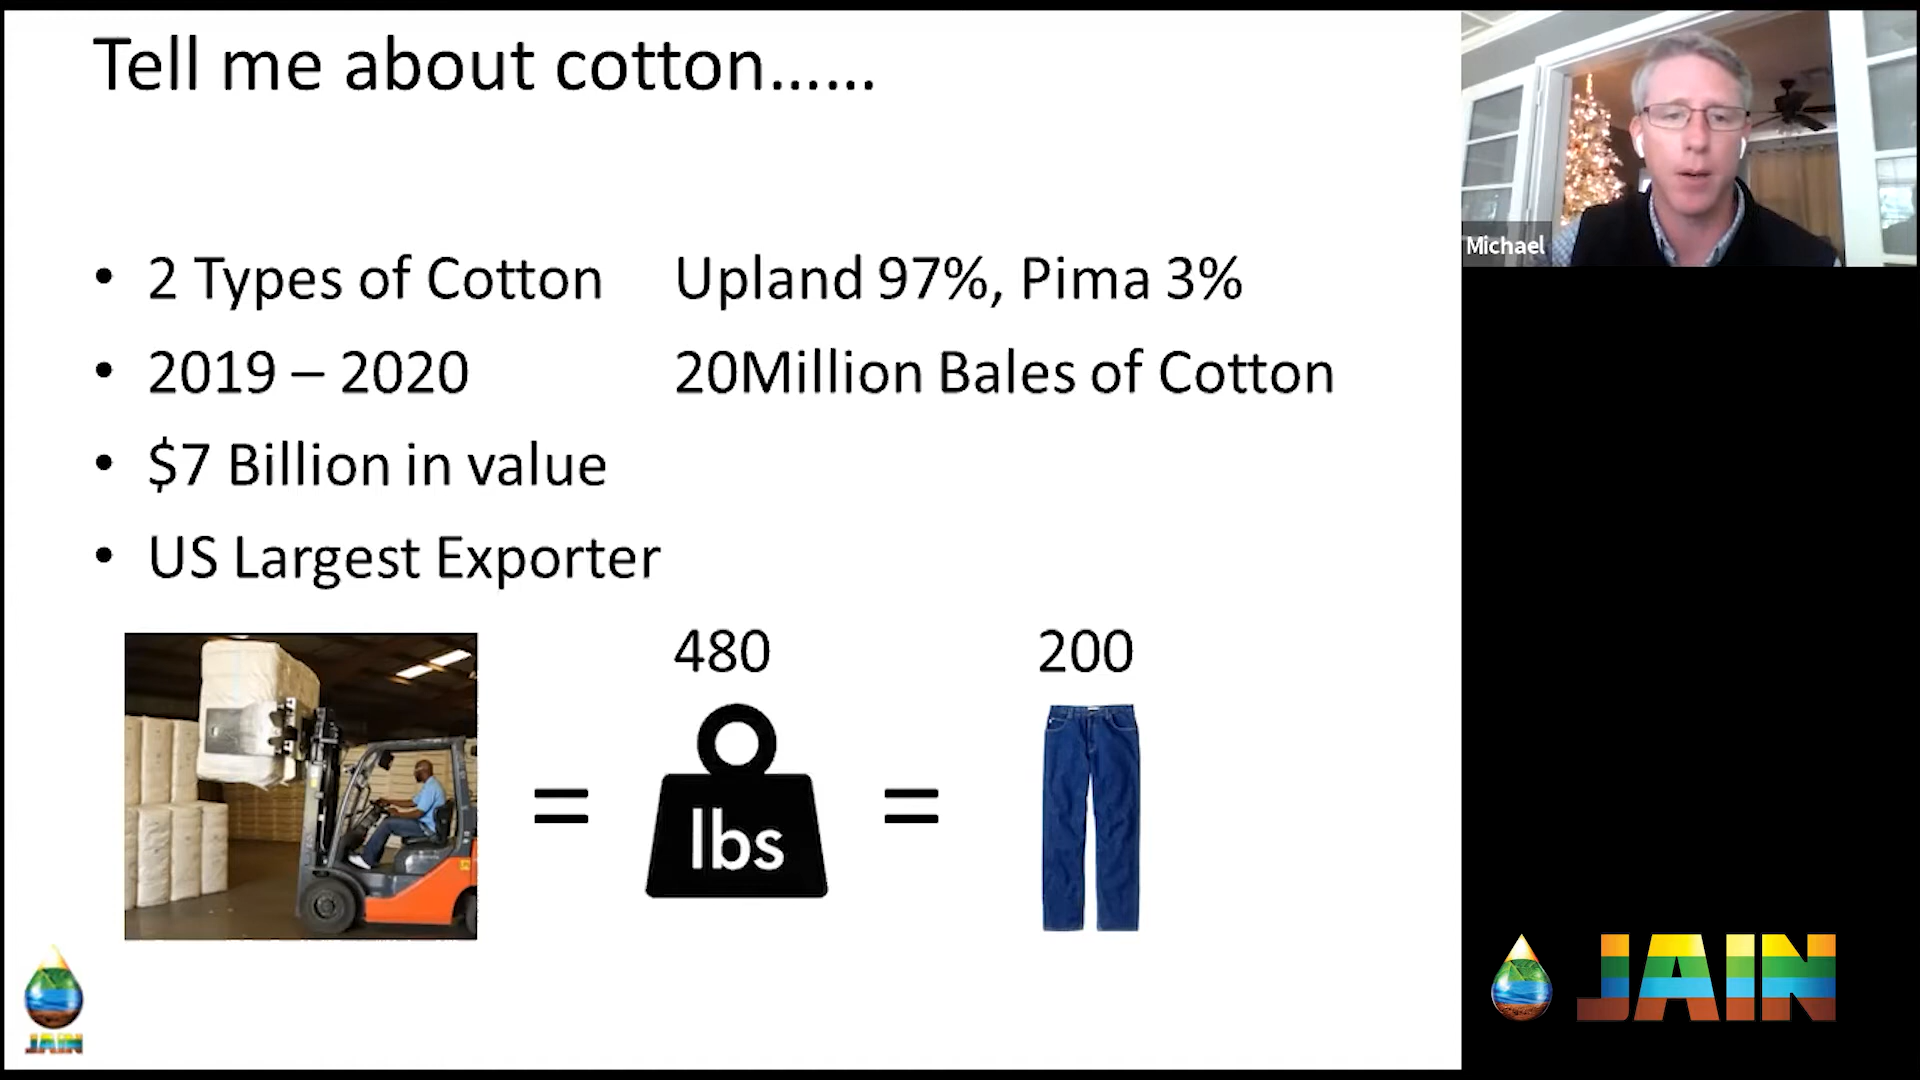 Tell me about cotton......
• 2 Types of Cotton Upland 97%, Pima 3%
• 2019 – 2020 20Million Bales of Cotton
• $7 Billion in value
• US Largest Exporter
480 200
= lbs =
JAIN
Michael
JAIN